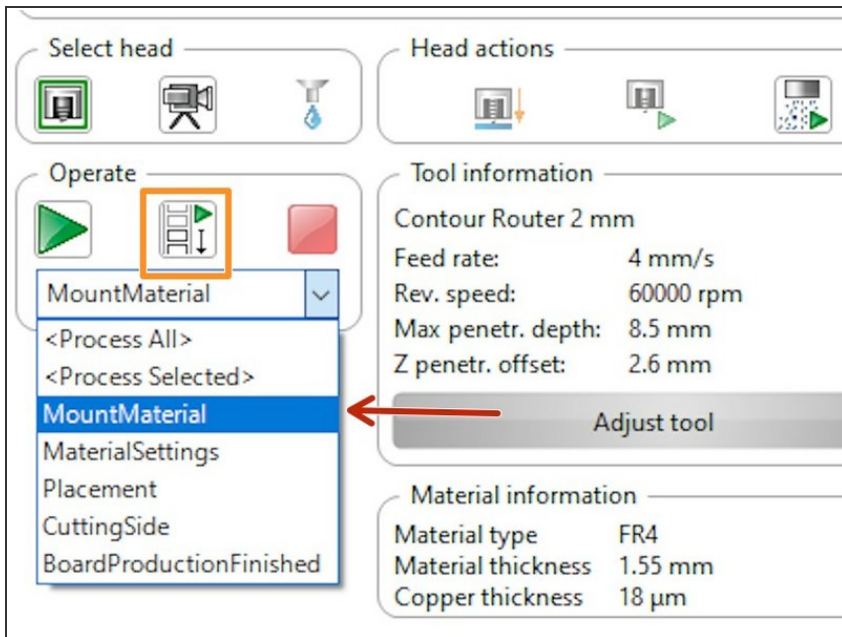 Select head
Head actions
Operate
MountMaterial
<Process All>
<Process Selected>
MountMaterial
MaterialSettings
Placement
CuttingSide
BoardProductionFinished
Tool information
Contour Router 2 mm
Feed rate: 4 mm/s
Rev. speed: 60000 rpm
Max penetr. depth: 8.5 mm
Z penetr. offset: 2.6 mm
Adjust tool
Material information
Material type FR4
Material thickness 1.55 mm
Copper thickness 18 µm